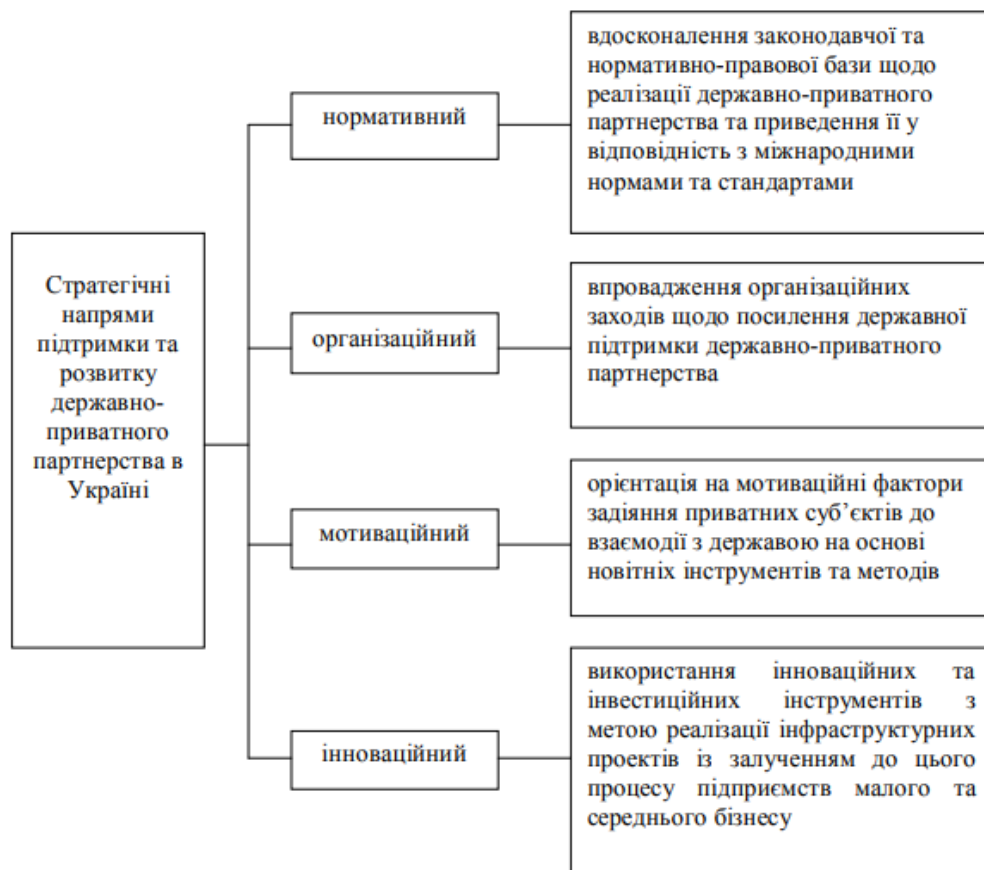 Стратегічні
напрями
підтримки та
розвитку
державно-
приватного
партнерства в
Україні
нормативний
вдосконалення законодавчої та
нормативно-правової бази щодо
реалізації державно-приватного
партнерства та приведення її у
відповідність з міжнародними
нормами та стандартами
організаційний
впровадження організаційних
заходів щодо посилення державної
підтримки державно-приватного
партнерства
мотиваційний
орієнтація на мотиваційні фактори
задіяння приватних суб’єктів до
взаємодії з державою на основі
новітніх інструментів та методів
інноваційний
використання інноваційних та
інвестиційних інструментів з
метою реалізації інфраструктурних
проектів із залученням до цього
процесу підприємств малого та
середнього бізнесу